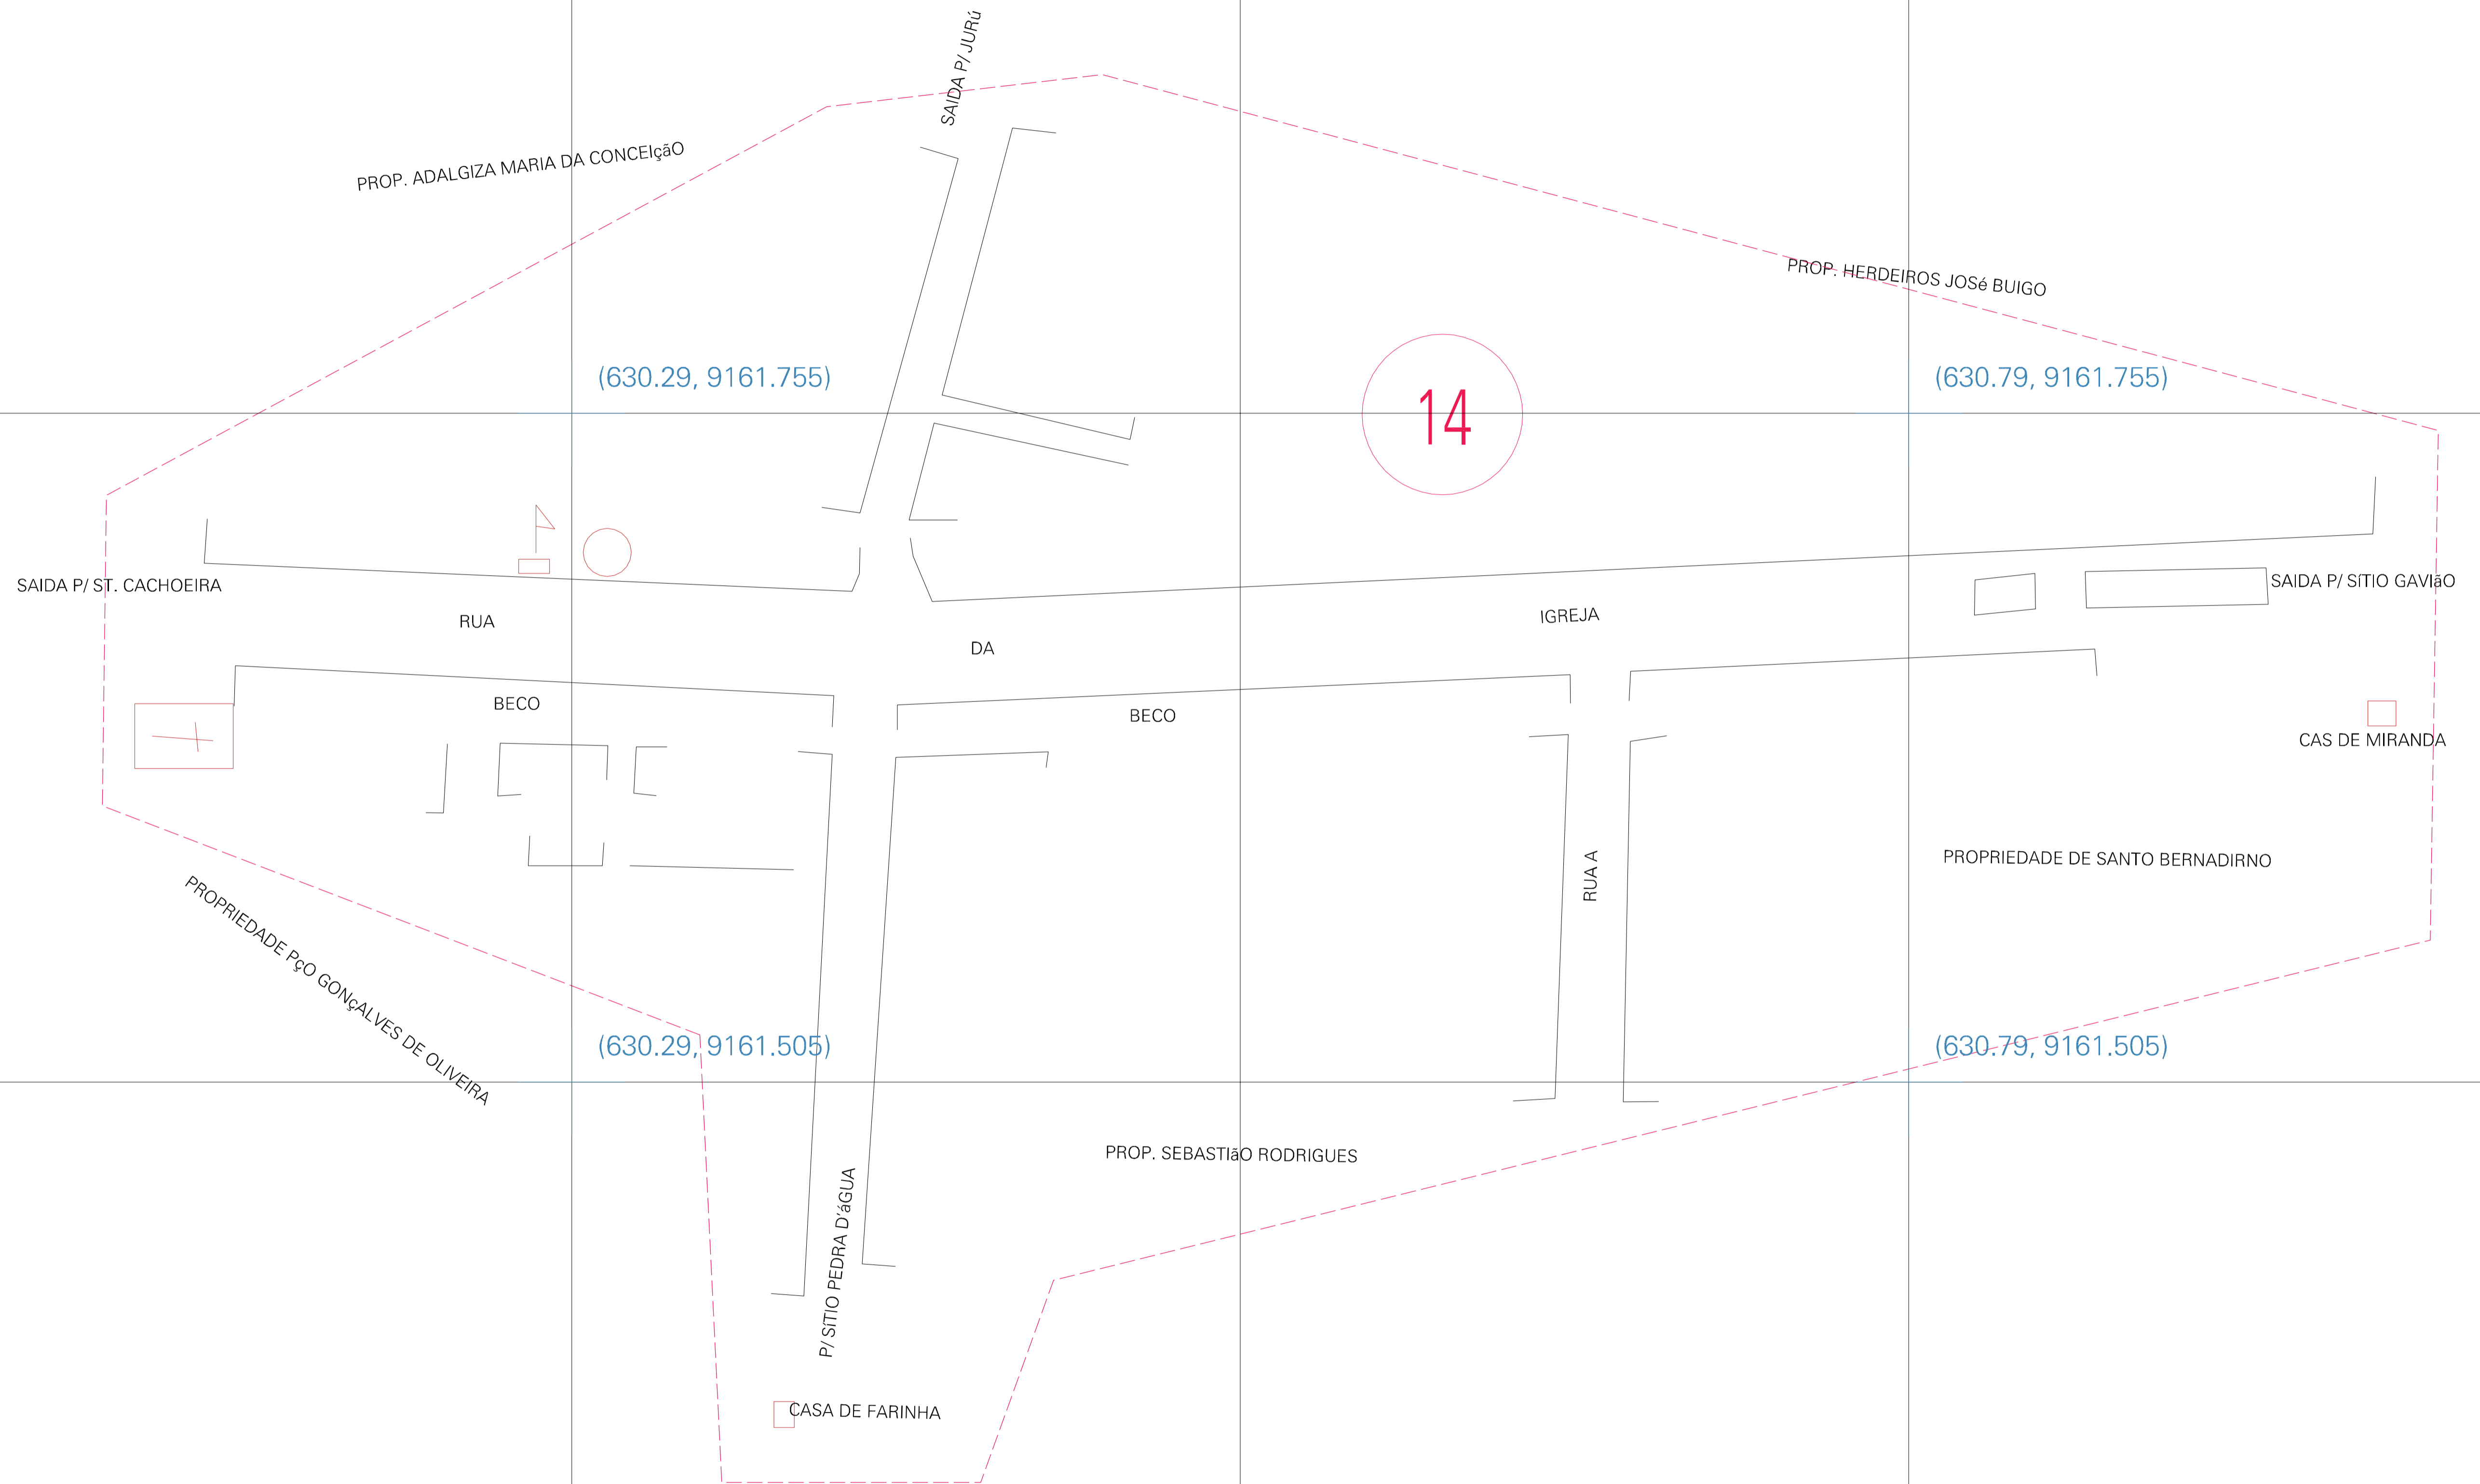 SAIDA P/ JURú
PROP. ADALGIZA MARIA DA CONCEIçãO
PROP. HERDEIROS JOSé BUIGO
(630.29, 9161.755)
14
(630.79, 9161.755)
SAIDA P/ ST. CACHOEIRA
SAIDA P/ SíTIO GAVIãO
RUA
DA
IGREJA
BECO
BECO
CAS DE MIRANDA
RUA A
PROPRIEDADE DE SANTO BERNADIRNO
PROPRIEDADE PçO GONçALVES DE OLIVEIRA
(630.29, 9161.505)
(630.79, 9161.505)
PROP. SEBASTIãO RODRIGUES
P/ SíTIO PEDRA D'áGUA
CASA DE FARINHA